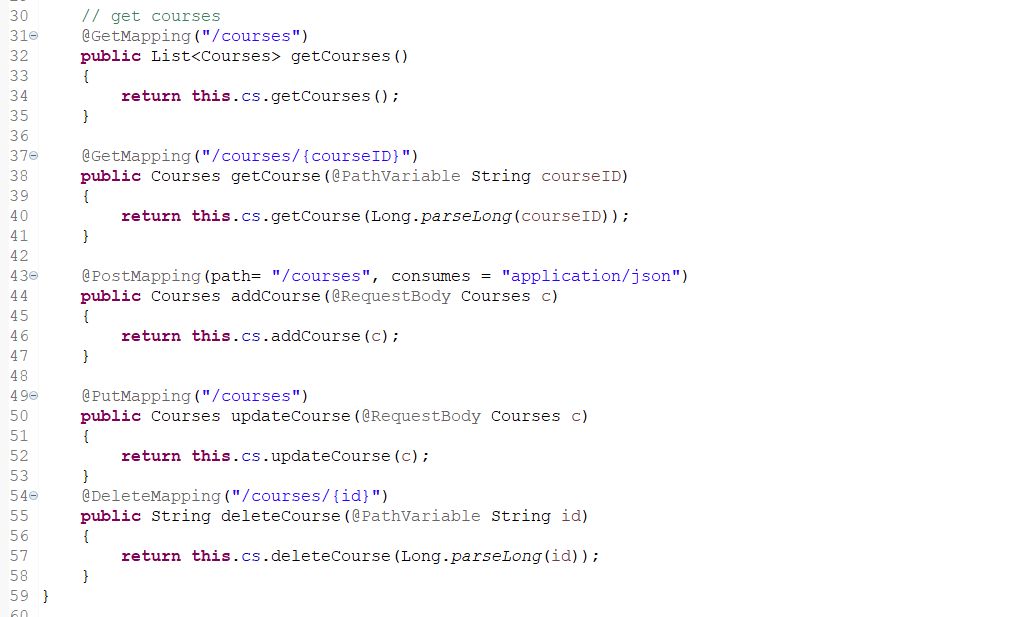 30 // get courses
31 @GetMapping("/courses")
32 public List<Courses> getCourses()
33 {
34 return this.cs.getCourses();
35 }
36
37 @GetMapping("/courses/{courseID}")
38 public Courses getCourse(@PathVariable String courseID)
39 {
40 return this.cs.getCourse(Long.parseLong(courseID));
41 }
42
43 @PostMapping(path= "/courses", consumes = "application/json")
44 public Courses addCourse(@RequestBody Courses c)
45 {
46 return this.cs.addCourse(c);
47 }
48
49 @PutMapping("/courses")
50 public Courses updateCourse(@RequestBody Courses c)
51 {
52 return this.cs.updateCourse(c);
53 }
54 @DeleteMapping("/courses/{id}")
55 public String deleteCourse(@PathVariable String id)
56 {
57 return this.cs.deleteCourse(Long.parseLong(id));
58 }
59 }
60